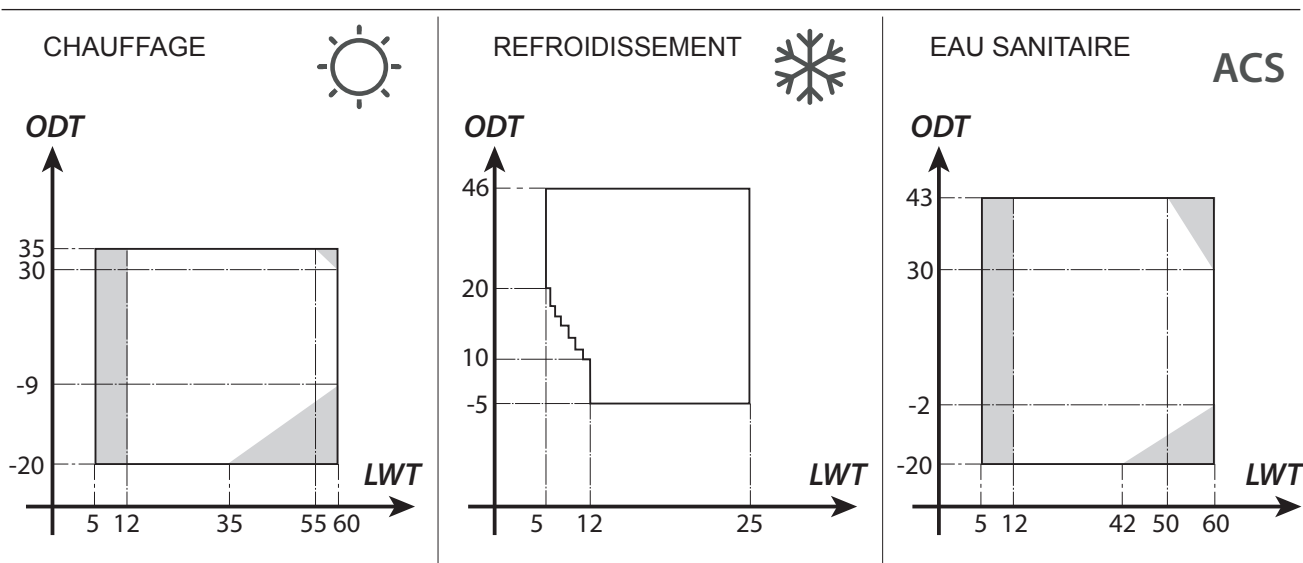 CHAUFFAGE
ODT
35
30
-9
-20
LWT
5 12 35 55 60
REFROIDISSEMENT
ODT
46
20
10
-5
LWT
5 12 25
EAU SANITAIRE
ACS
ODT
43
30
-2
-20
LWT
5 12 42 50 60